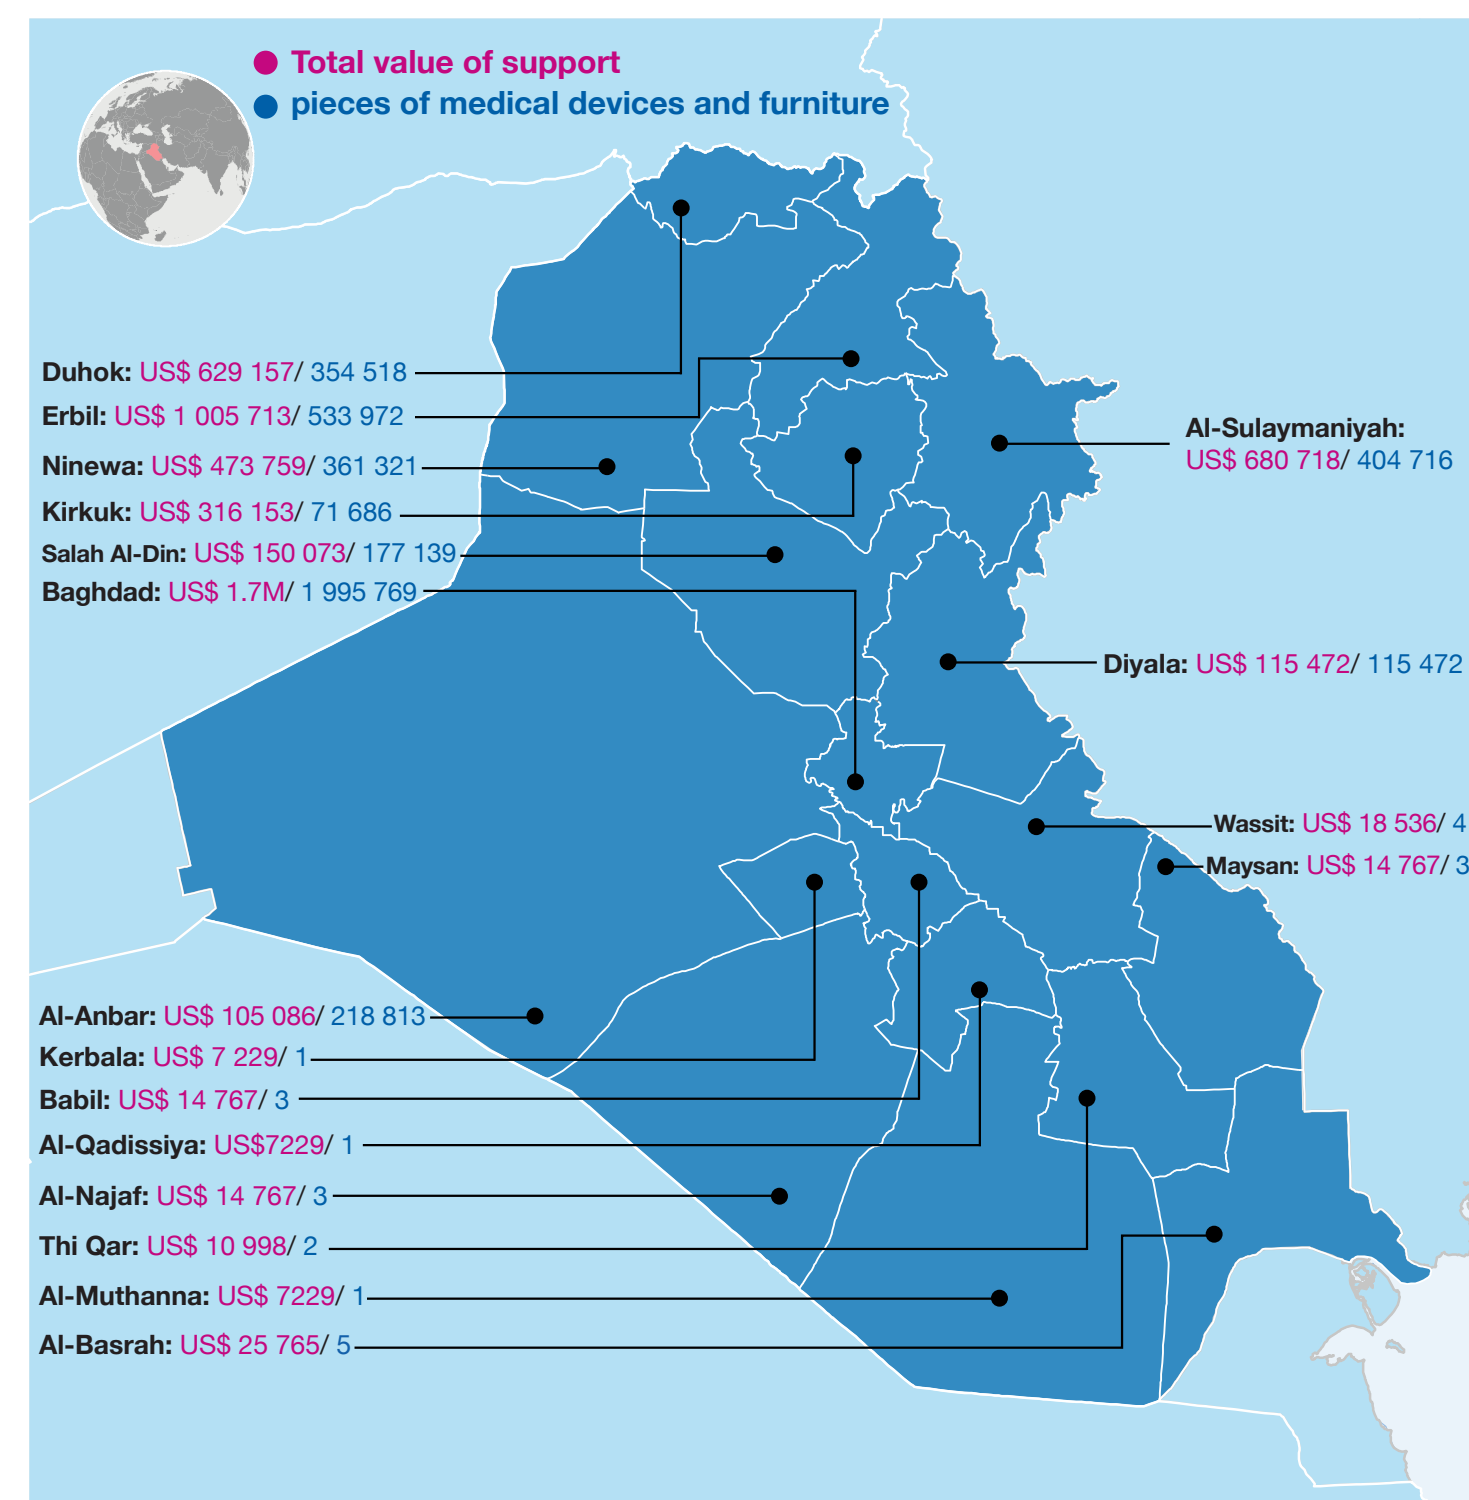 Total value of support
pieces of medical devices and furniture
Duhok: US$ 629 157/ 354 518
Erbil: US$ 1 005 713/ 533 972
Ninewa: US$ 473 759/ 361 321
Kirkuk: US$ 316 153/ 71 686
Salah Al-Din: US$ 150 073/ 177 139
Baghdad: US$ 1.7M/ 1 995 769
Al-Sulaymaniyah:
US$ 680 718/ 404 716
Diyala: US$ 115 472/ 115 472
Wassit: US$ 18 536/ 4
Maysan: US$ 14 767/ 3
Al-Anbar: US$ 105 086/ 218 813
Kerbala: US$ 7 229/ 1
Babil: US$ 14 767/ 3
Al-Qadissiya: US$7229/ 1
Al-Najaf: US$ 14 767/ 3
Thi Qar: US$ 10 998/ 2
Al-Muthanna: US$ 7229/ 1
Al-Basrah: US$ 25 765/ 5